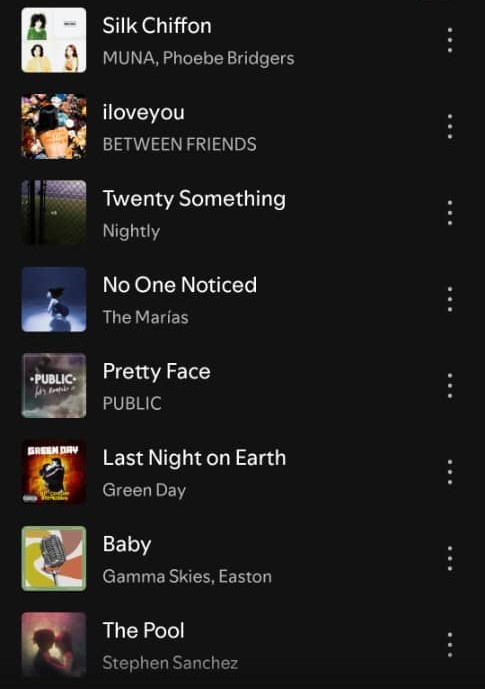 Silk Chiffon
MUNA, Phoebe Bridgers
iloveyou
BETWEEN FRIENDS
Twenty Something
Nightly
No One Noticed
The Marías
Pretty Face
•PUBLIC•
PUBLIC
Last Night on Earth
GREEN DAY
Green Day
Baby
Gamma Skies, Easton
The Pool
Stephen Sanchez